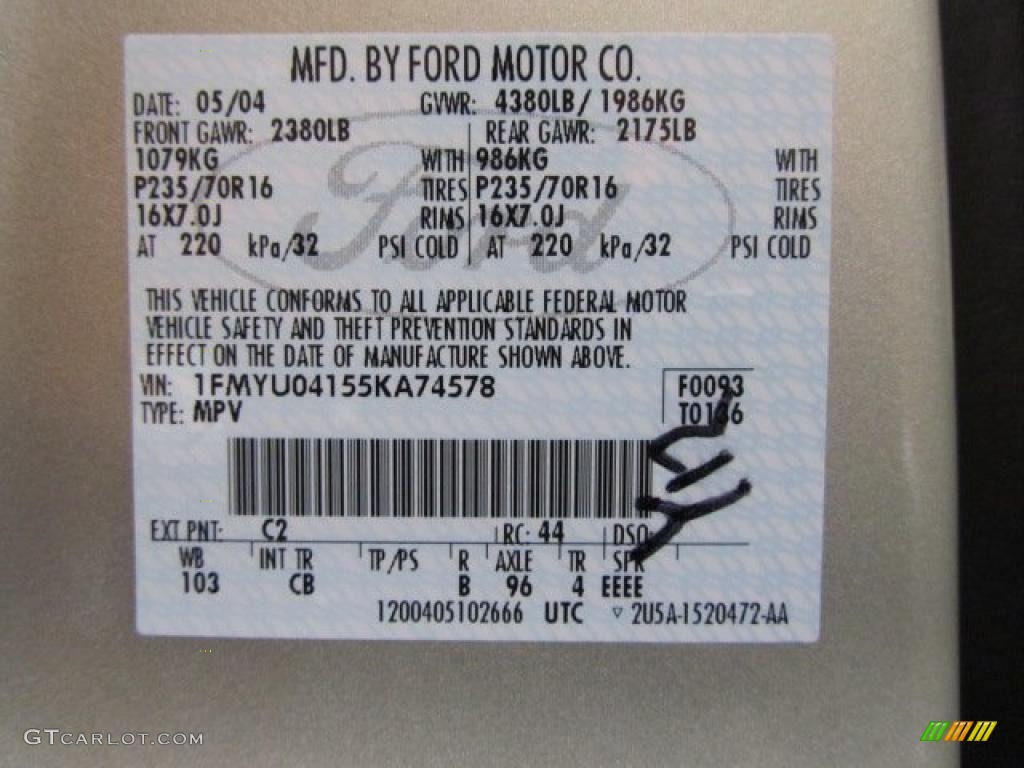 MFD. BY FORD MOTOR CO.
DATE: 05/04 GVWR: 4380LB/ 1986KG
FRONT GAWR: 2380LB REAR GAWR: 2175LB
1079KG WITH 986KG WITH
P235/70R16 TIRES P235/70R16 TIRES
16X7.0J RIMS 16X7.0J RIMS
AT 220 kPa/32 PSI COLD AT 220 kPa/32 PSI COLD
Ford
THIS VEHICLE CONFORMS TO ALL APPLICABLE FEDERAL MOTOR
VEHICLE SAFETY AND THEFT PREVENTION STANDARDS IN
EFFECT ON THE DATE OF MANUFACTURE SHOWN ABOVE.
VIN: 1FMYU04155KA74578 F0093
TYPE: MPV T0136
EXT PNT: C2 RC: 44 DSO
WB INT TR TP/PS R AXLE TR SPR
103 CB B 96 4 EEEE
1200405102666 UTC ▿ 2U5A-1520472-AA
GTCARLOT.COM